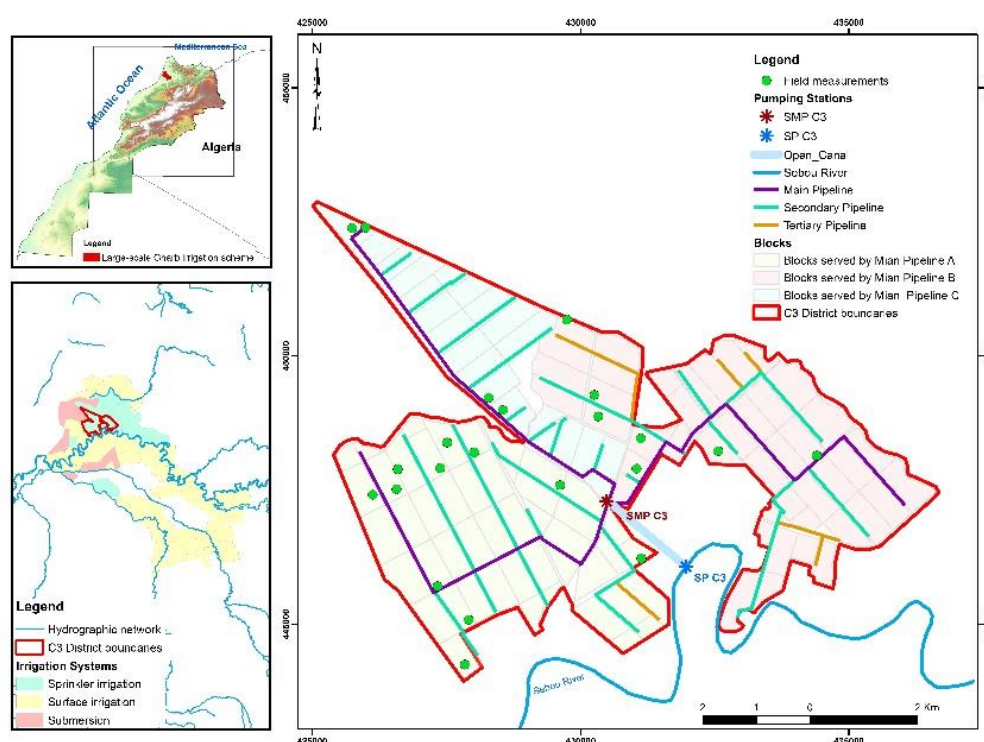 Mediterranean Sea
Atlantic Ocean
Algeria
Legend
Large-scale Gharb Irrigation scheme
Legend
Hydrographic network
C3 District boundaries
Irrigation Systems
Sprinkler irrigation
Surface irrigation
Submersion
425000
430000
435000
N
Legend
Field measurements
Pumping Stations
SMP C3
SP C3
Open_Cana
Sebou River
Main Pipeline
Secondary Pipeline
Tertiary Pipeline
Blocks
Blocks served by Mian Pipeline A
Blocks served by Mian Pipeline B
Blocks served by Mian Pipeline C
C3 District boundaries
SMP C3
SP C3
Sebou River
2 1 0 2 Km
425000
430000
435000